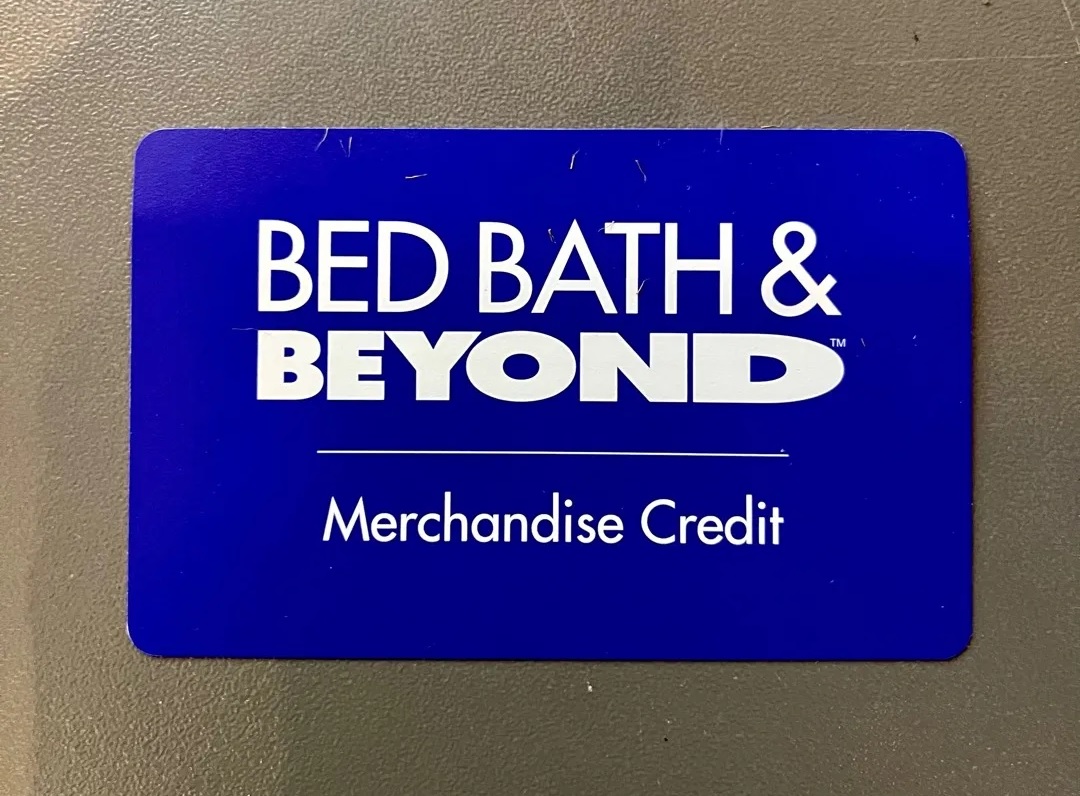 BED BATH &
BEYOND™
Merchandise Credit